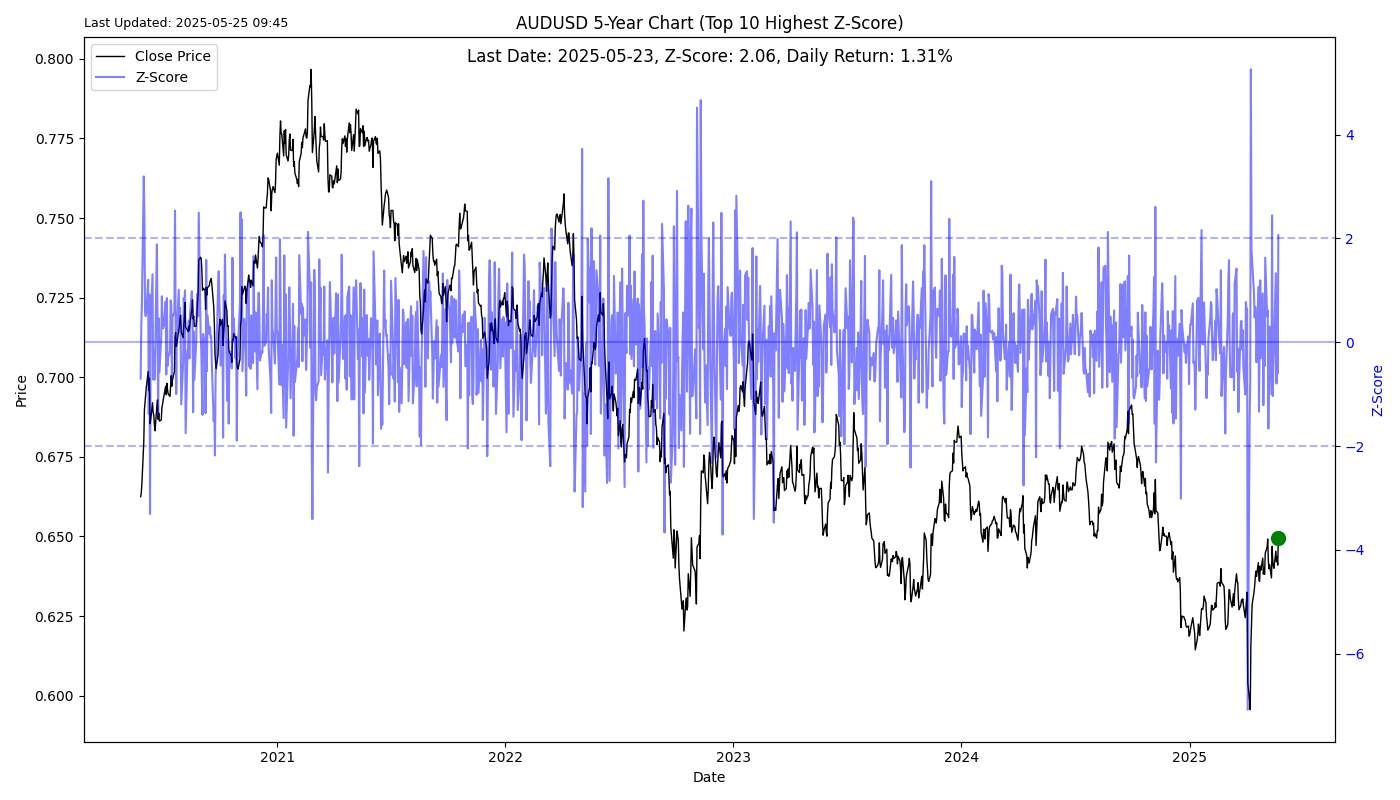 Last Updated: 2025-05-25 09:45
AUDUSD 5-Year Chart (Top 10 Highest Z-Score)
Last Date: 2025-05-23, Z-Score: 2.06, Daily Return: 1.31%
Close Price
Z-Score
0.800
0.775
0.750
0.725
0.700
0.675
0.650
0.625
0.600
Price
4
2
0
−2
−4
−6
Z-Score
2021
2022
2023
2024
2025
Date